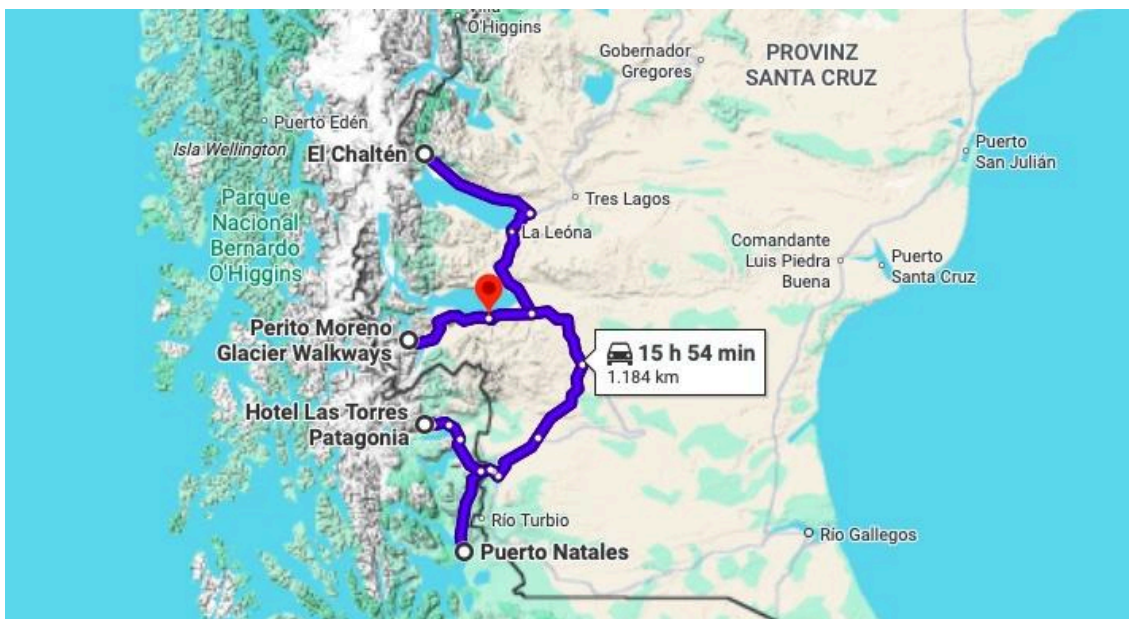 Villa
O'Higgins
Gobernador
Gregores
PROVINZ
SANTA CRUZ
Puerto Edén
Isla Wellington
El Chaltén
Puerto
San Julián
Parque
Nacional
Bernardo
O'Higgins
Tres Lagos
La Leóna
Comandante
Luis Piedra
Buena
Puerto
Santa Cruz
Perito Moreno
Glacier Walkways
15 h 54 min
1.184 km
Hotel Las Torres
Patagonia
Río Turbio
Río Gallegos
Puerto Natales